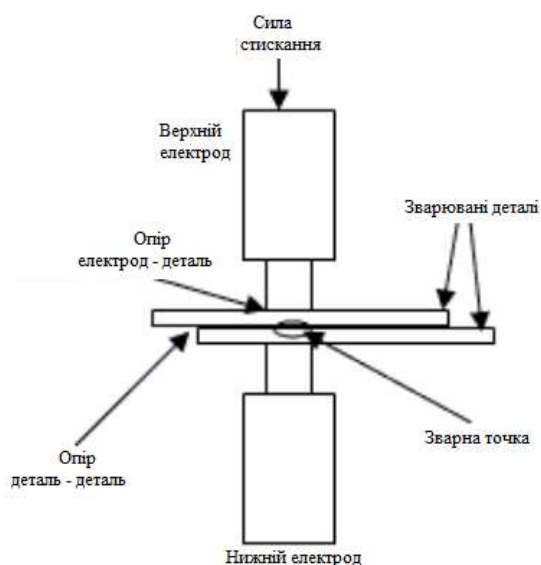 Сила
стискання
Верхній
електрод
Зварювані деталі
Опір
електрод - деталь
Зварна точка
Опір
деталь - деталь
Нижній електрод